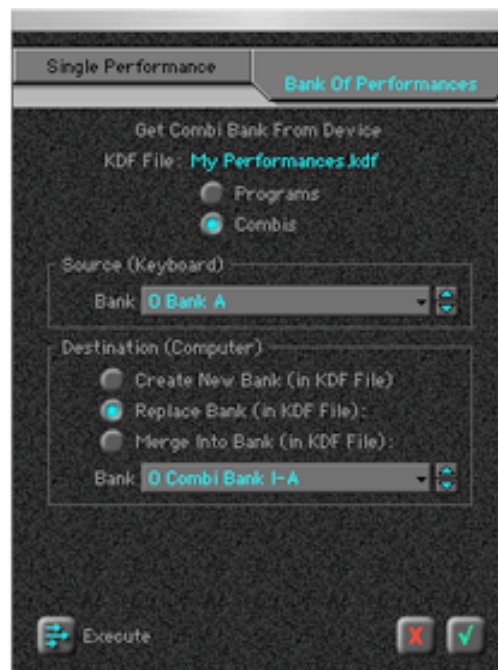 Single Performance
Bank Of Performances
Get Combi Bank From Device
KDF File: My Performances.kdf
Programs
Combis
Source (Keyboard)
Bank 0 Bank A
Destination (Computer)
Create New Bank (in KDF File)
Replace Bank (in KDF File):
Merge Into Bank (in KDF File):
Bank 0 Combi Bank I-A
Execute